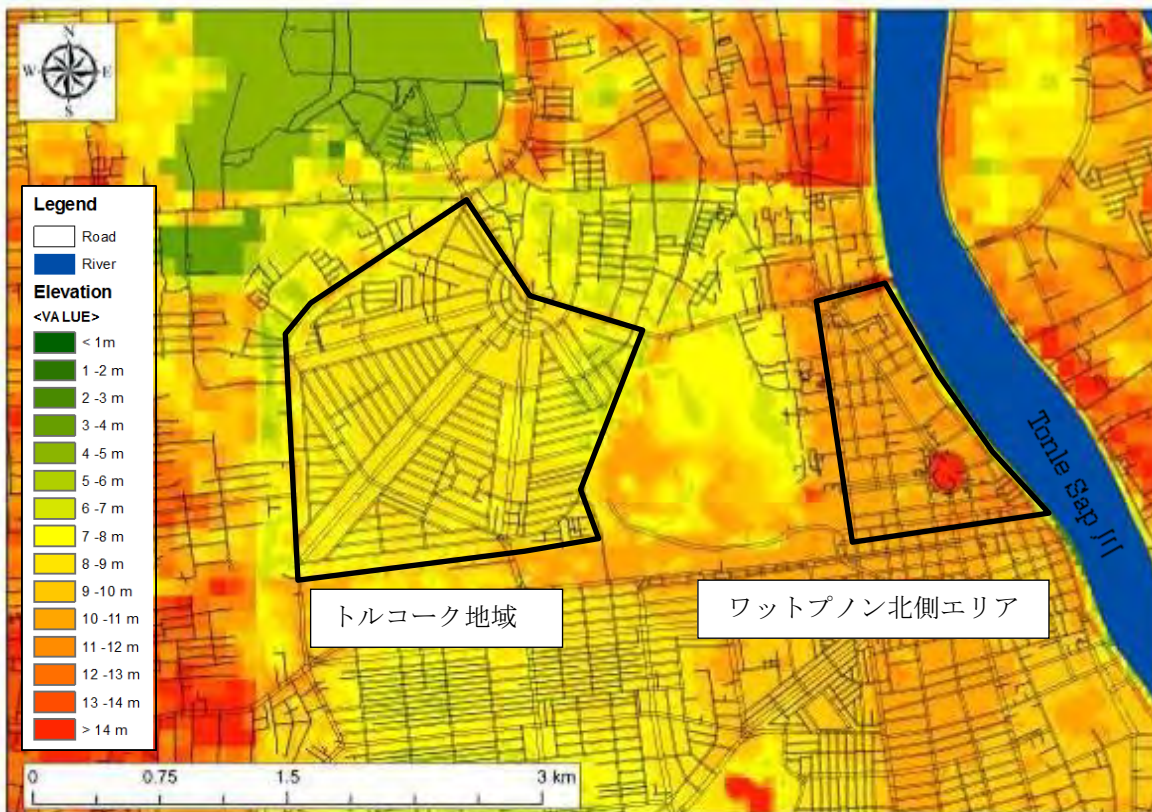 N
W E
S
Legend
Road
River
Elevation
<VALUE>
< 1m
1 -2 m
2 -3 m
3 -4 m
4 -5 m
5 -6 m
6 -7 m
7 -8 m
8 -9 m
9 -10 m
10 -11 m
11 -12 m
12 -13 m
13 -14 m
> 14 m
Tonle Sap 川
トルコーク地域
ワットプノン北側エリア
0 0.75 1.5 3 km